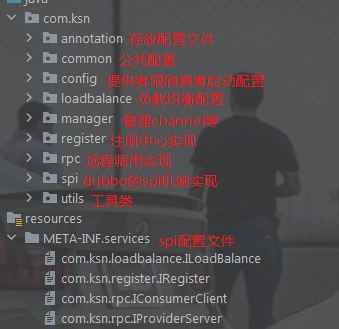 java
com.ksn
annotation 存放配置文件
common 公共配置
config 提供者跟消费者启动配置
loadbalance 负载均衡配置
manager 管理channel等
register 注册中心实现
rpc 远程调用实现
spi dubbo的spi机制实现
utils 工具类
resources
META-INF.services spi配置文件
com.ksn.loadbalance.ILoadBalance
com.ksn.register.IRegister
com.ksn.rpc.IConsumerClient
com.ksn.rpc.IProviderServer